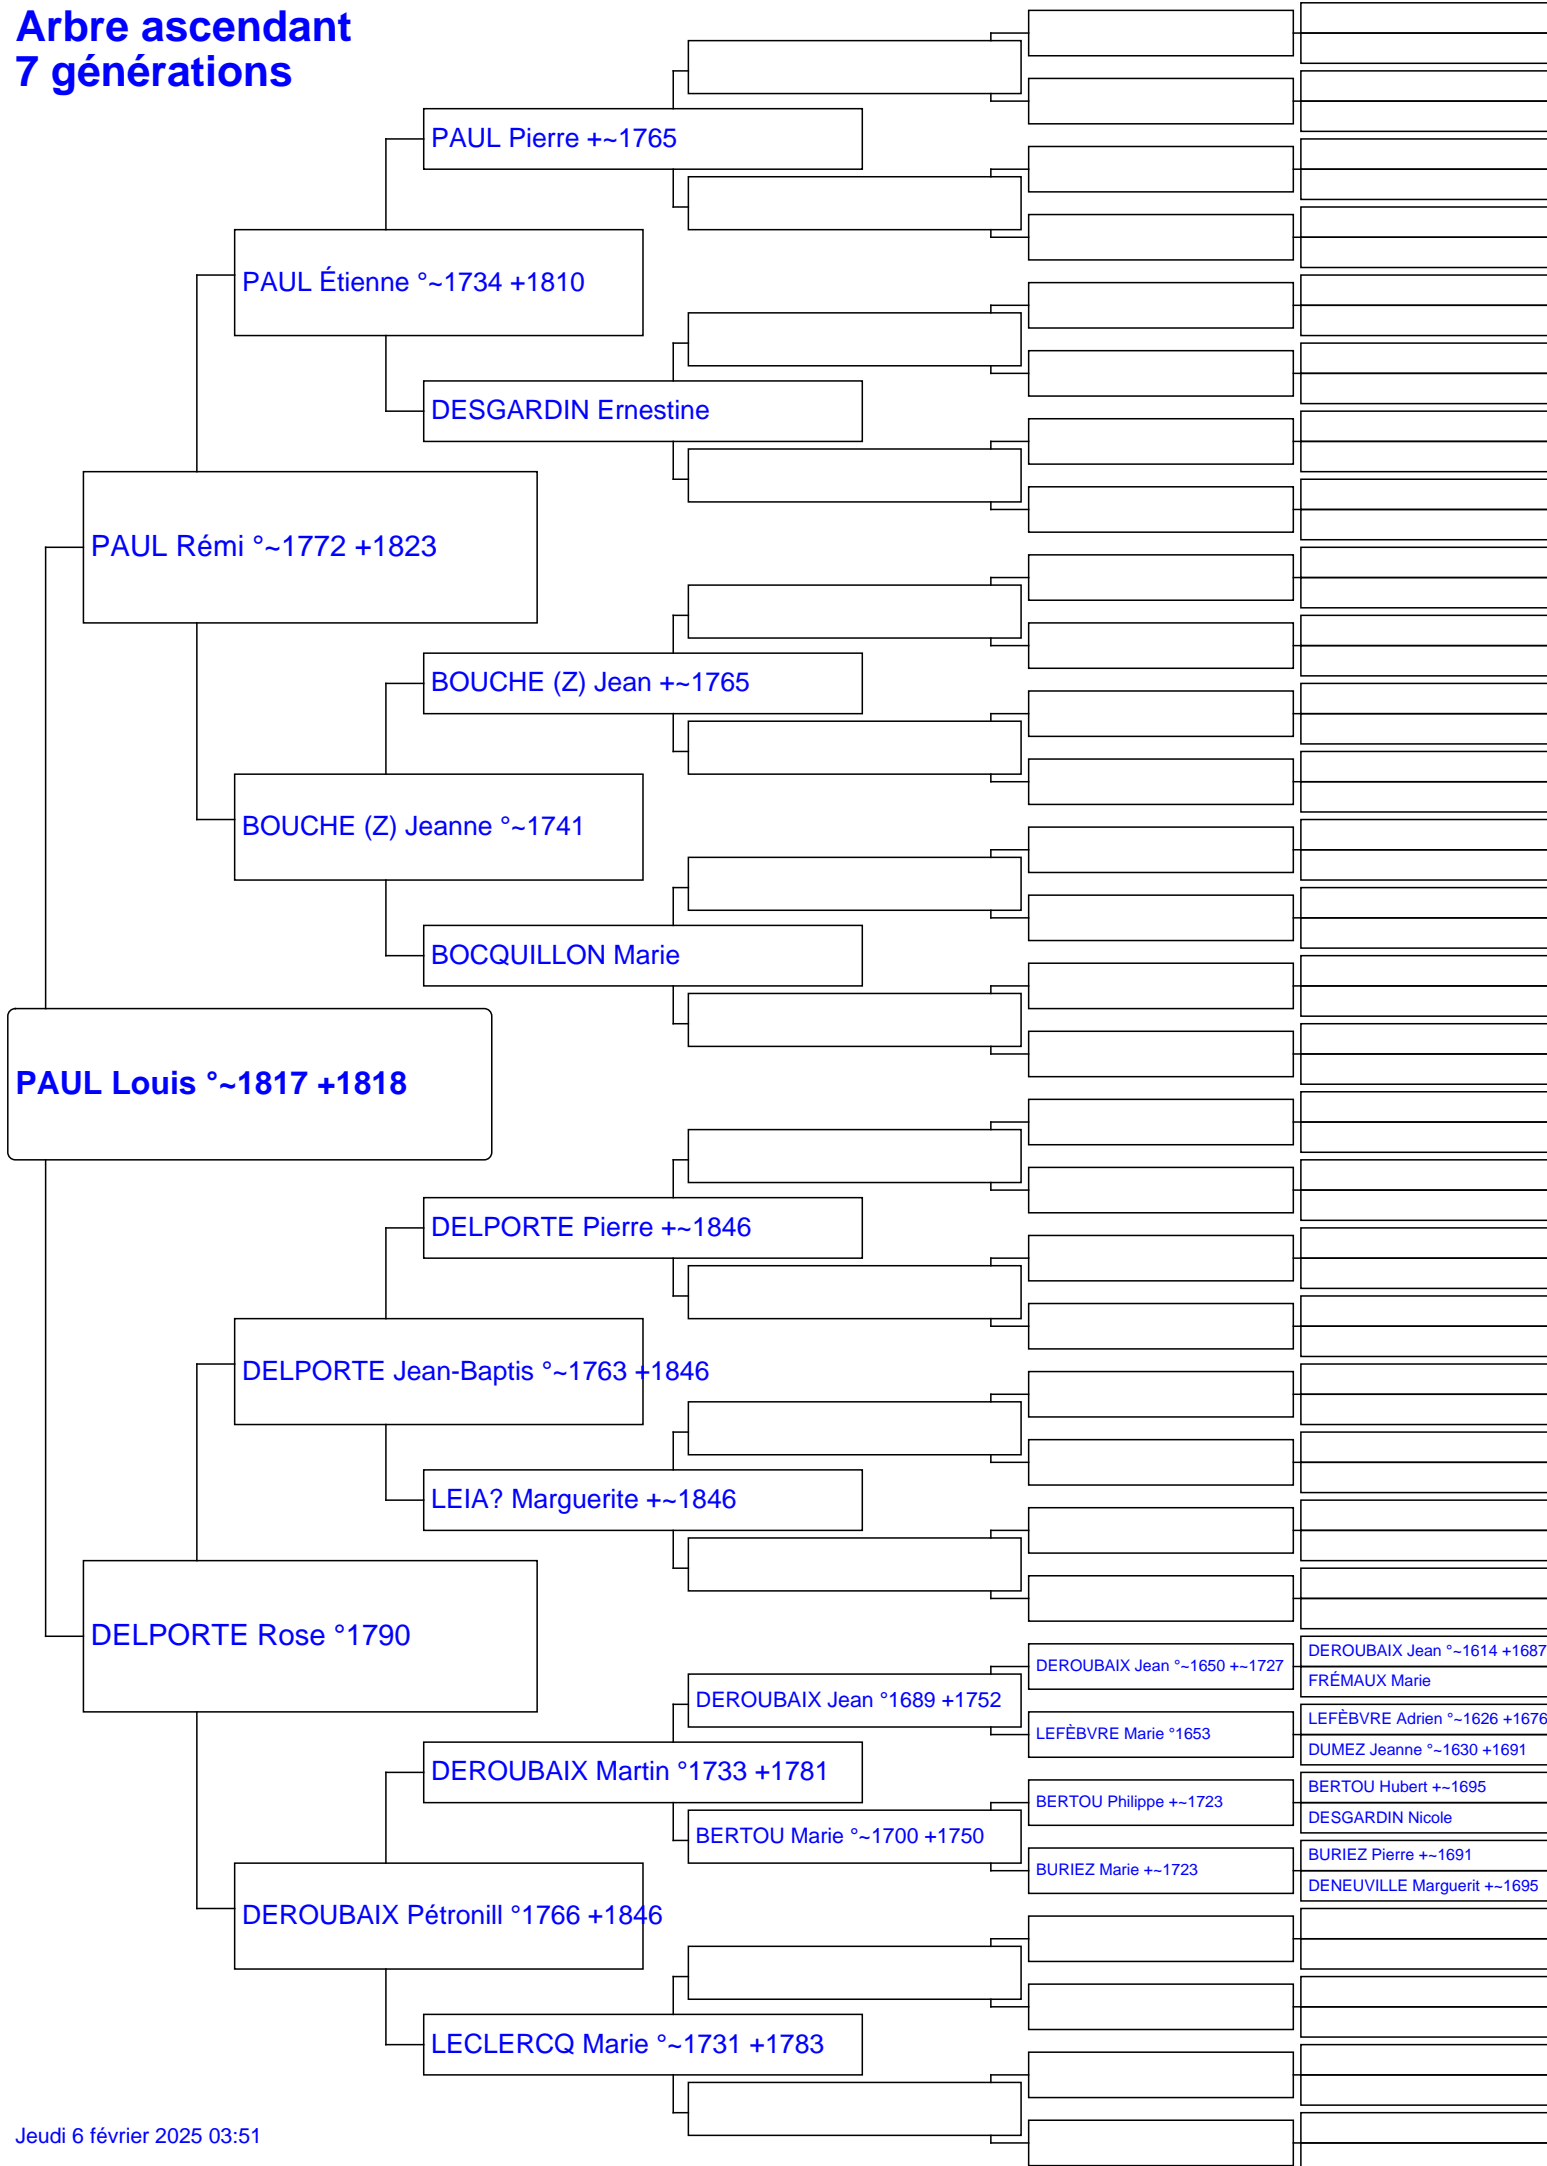 Arbre ascendant
7 générations
PAUL Pierre +~1765
PAUL Étienne °~1734 +1810
DESGARDIN Ernestine
PAUL Rémi °~1772 +1823
BOUCHE (Z) Jean +~1765
BOUCHE (Z) Jeanne °~1741
BOCQUILLON Marie
PAUL Louis °~1817 +1818
DELPORTE Pierre +~1846
DELPORTE Jean-Baptis °~1763 +1846
LEIA? Marguerite +~1846
DELPORTE Rose °1790
DEROUBAIX Jean °~1614 +1687
DEROUBAIX Jean °~1650 +~1727
FRÉMAUX Marie
DEROUBAIX Jean °1689 +1752
LEFÈBVRE Adrien °~1626 +1676
LEFÈBVRE Marie °1653
DUMEZ Jeanne °~1630 +1691
DEROUBAIX Martin °1733 +1781
BERTOU Hubert +~1695
BERTOU Philippe +~1723
DESGARDIN Nicole
BERTOU Marie °~1700 +1750
BURIEZ Pierre +~1691
BURIEZ Marie +~1723
DENEUVILLE Marguerit +~1695
DEROUBAIX Pétronill °1766 +1846
LECLERCQ Marie °~1731 +1783
Jeudi 6 février 2025 03:51